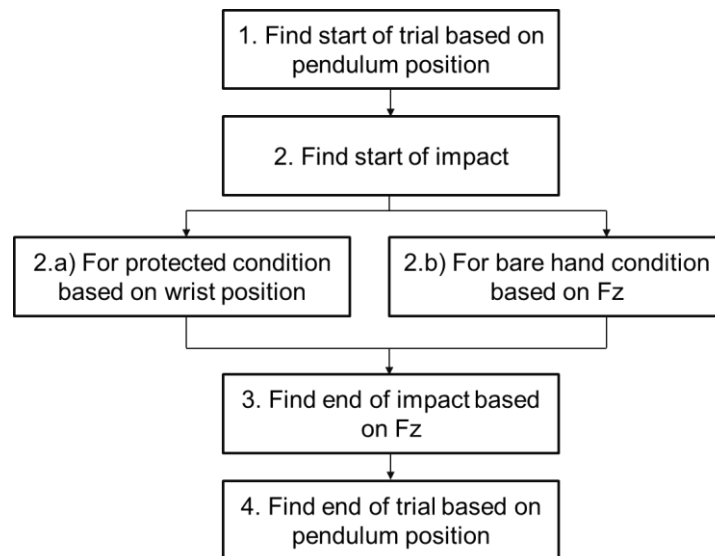 1. Find start of trial based on
pendulum position
2. Find start of impact
2.a) For protected condition
based on wrist position
2.b) For bare hand condition
based on Fz
3. Find end of impact based
on Fz
4. Find end of trial based on
pendulum position